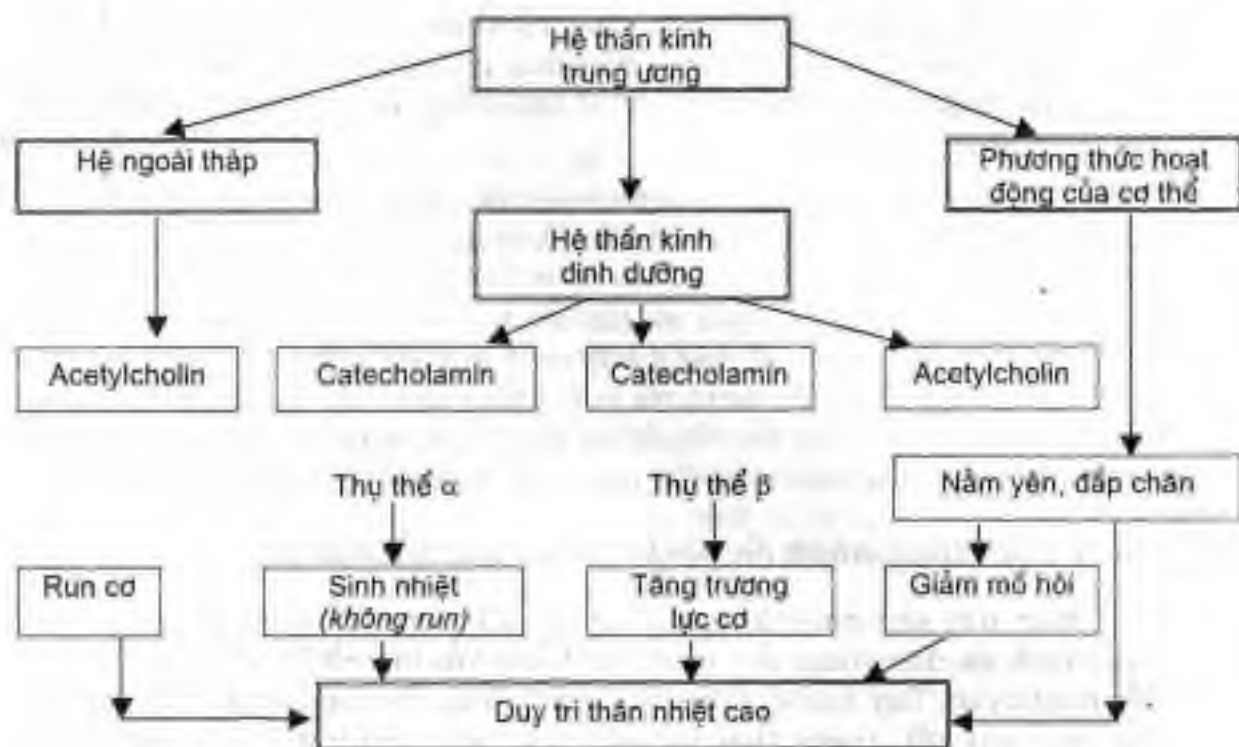 Hệ thần kinh
trung ương
Hệ ngoài tháp
Phương thức hoạt
động của cơ thể
Hệ thần kinh
dinh dưỡng
Acetylcholin
Catecholamin
Catecholamin
Acetylcholin
Thụ thể α
Thụ thể β
Nằm yên, đắp chăn
Run cơ
Sinh nhiệt
(không run)
Tăng trương
lực cơ
Giảm mồ hôi
Duy trì thân nhiệt cao